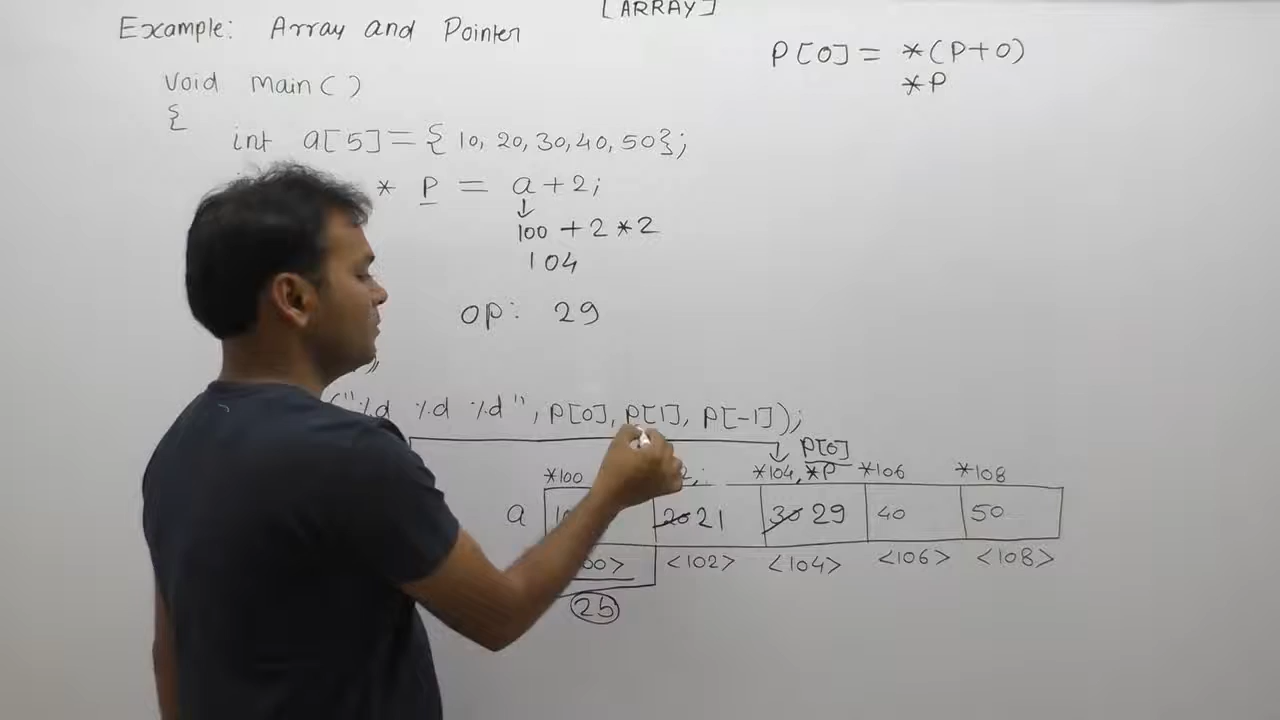 [ARRAY]
Example: Array and Pointer
P[0] = *(P+0)
*P
void main( )
{
int a[5]={10, 20, 30, 40, 50};
* P = a+2;
↓
100 + 2 * 2
104
op: 29
("%d %d %d", P[0], P[1], P[-1]);
P[0]
*100 *104, *P *106 *108
a 20 21 30 29 40 50
<102> <104> <106> <108>
25